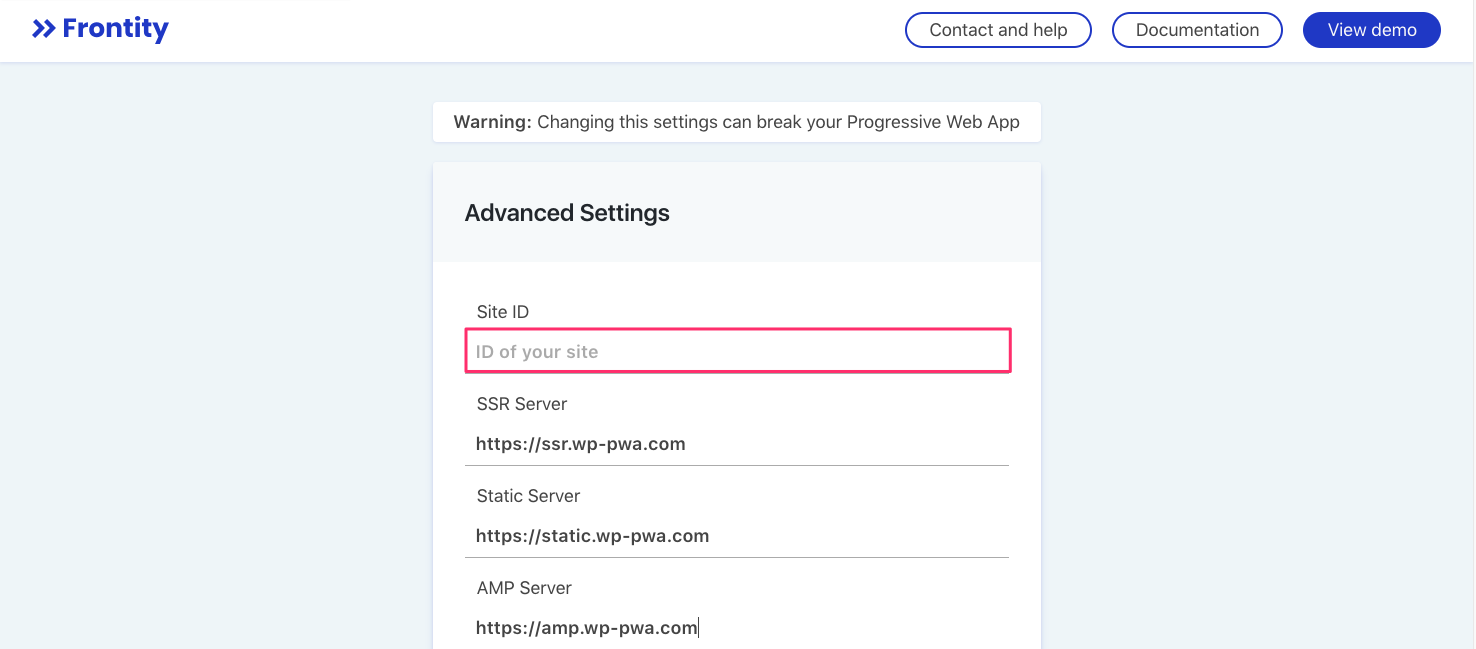 Frontity
Contact and help
Documentation
View demo
Warning: Changing this settings can break your Progressive Web App
Advanced Settings
Site ID
ID of your site
SSR Server
https://ssr.wp-pwa.com
Static Server
https://static.wp-pwa.com
AMP Server
https://amp.wp-pwa.com